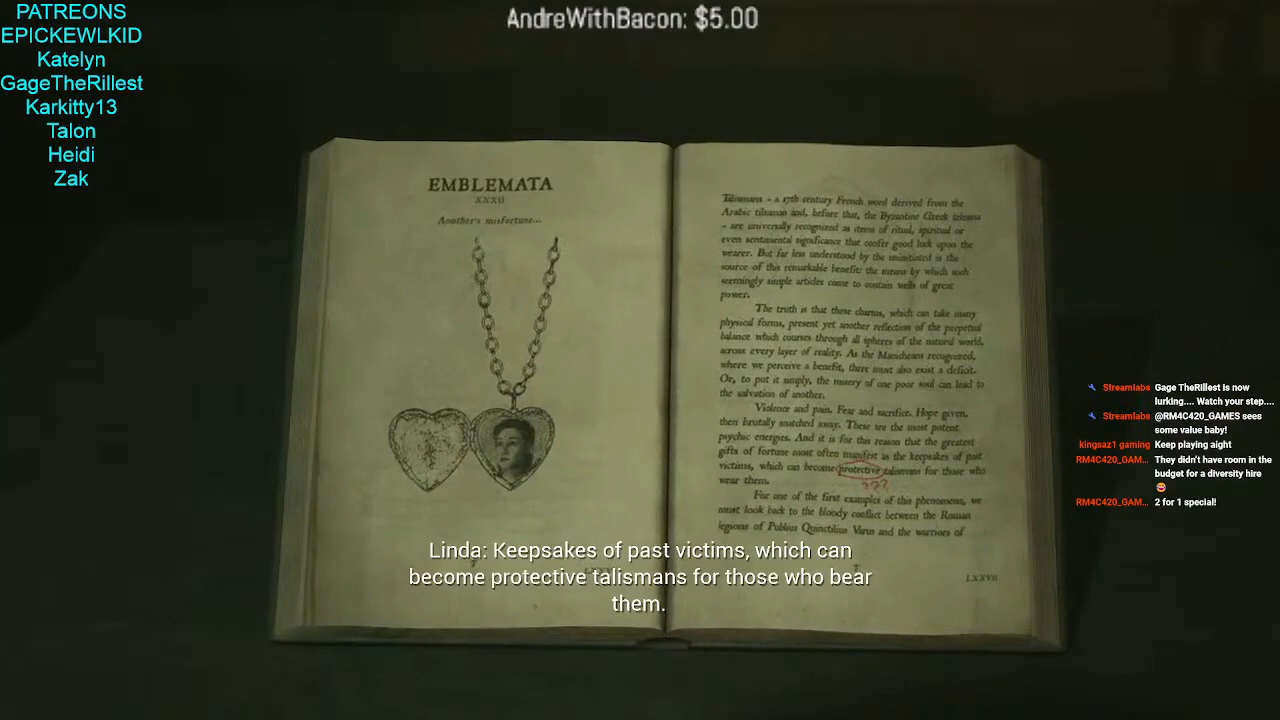 AndreWithBacon: $5.00
PATREONS
EPICKEWLKID
Katelyn
GageTheRillest
Karkitty13
Talon
Heidi
Zak
EMBLEMATA
XXXII
Another's misfortune...
Talismans - a 17th century French word derived from the
Arabic tilsaman and, before that, the Byzantine Greek telesma
- are universally recognized as items of ritual, spiritual or
even sentimental significance that confer good luck upon the
wearer. But far less understood by the uninitiated is the
source of this remarkable benefit: the means by which such
seemingly simple articles come to contain wells of great
power.
The truth is that these charms, which can take many
physical forms, present yet another reflection of the perpetual
balance which courses through all spheres of the natural world,
across every layer of reality. As the Manicheans recognized,
where we perceive a benefit, there must also exist a deficit.
Or, to put it simply, the misery of one poor soul can lead to
the salvation of another.
Violence and pain. Fear and sacrifice. Hope given,
then brutally snatched away. These are the most potent
psychic energies. And it is for this reason that the greatest
gifts of fortune most often manifest as the keepsakes of past
victims, which can become protective talismans for those who
wear them.
???
For one of the first examples of this phenomena, we
must look back to the bloody conflict between the Roman
legions of Publius Quinctilius Varus and the warriors of
LXXVII
Linda: Keepsakes of past victims, which can
become protective talismans for those who bear
them.
Streamlabs Gage TheRillest is now
lurking.... Watch your step....
Streamlabs @RM4C420_GAMES sees
some value baby!
kingsaz1 gaming Keep playing aight
RM4C420_GAM... They didn't have room in the
budget for a diversity hire
😅
RM4C420_GAM... 2 for 1 special!